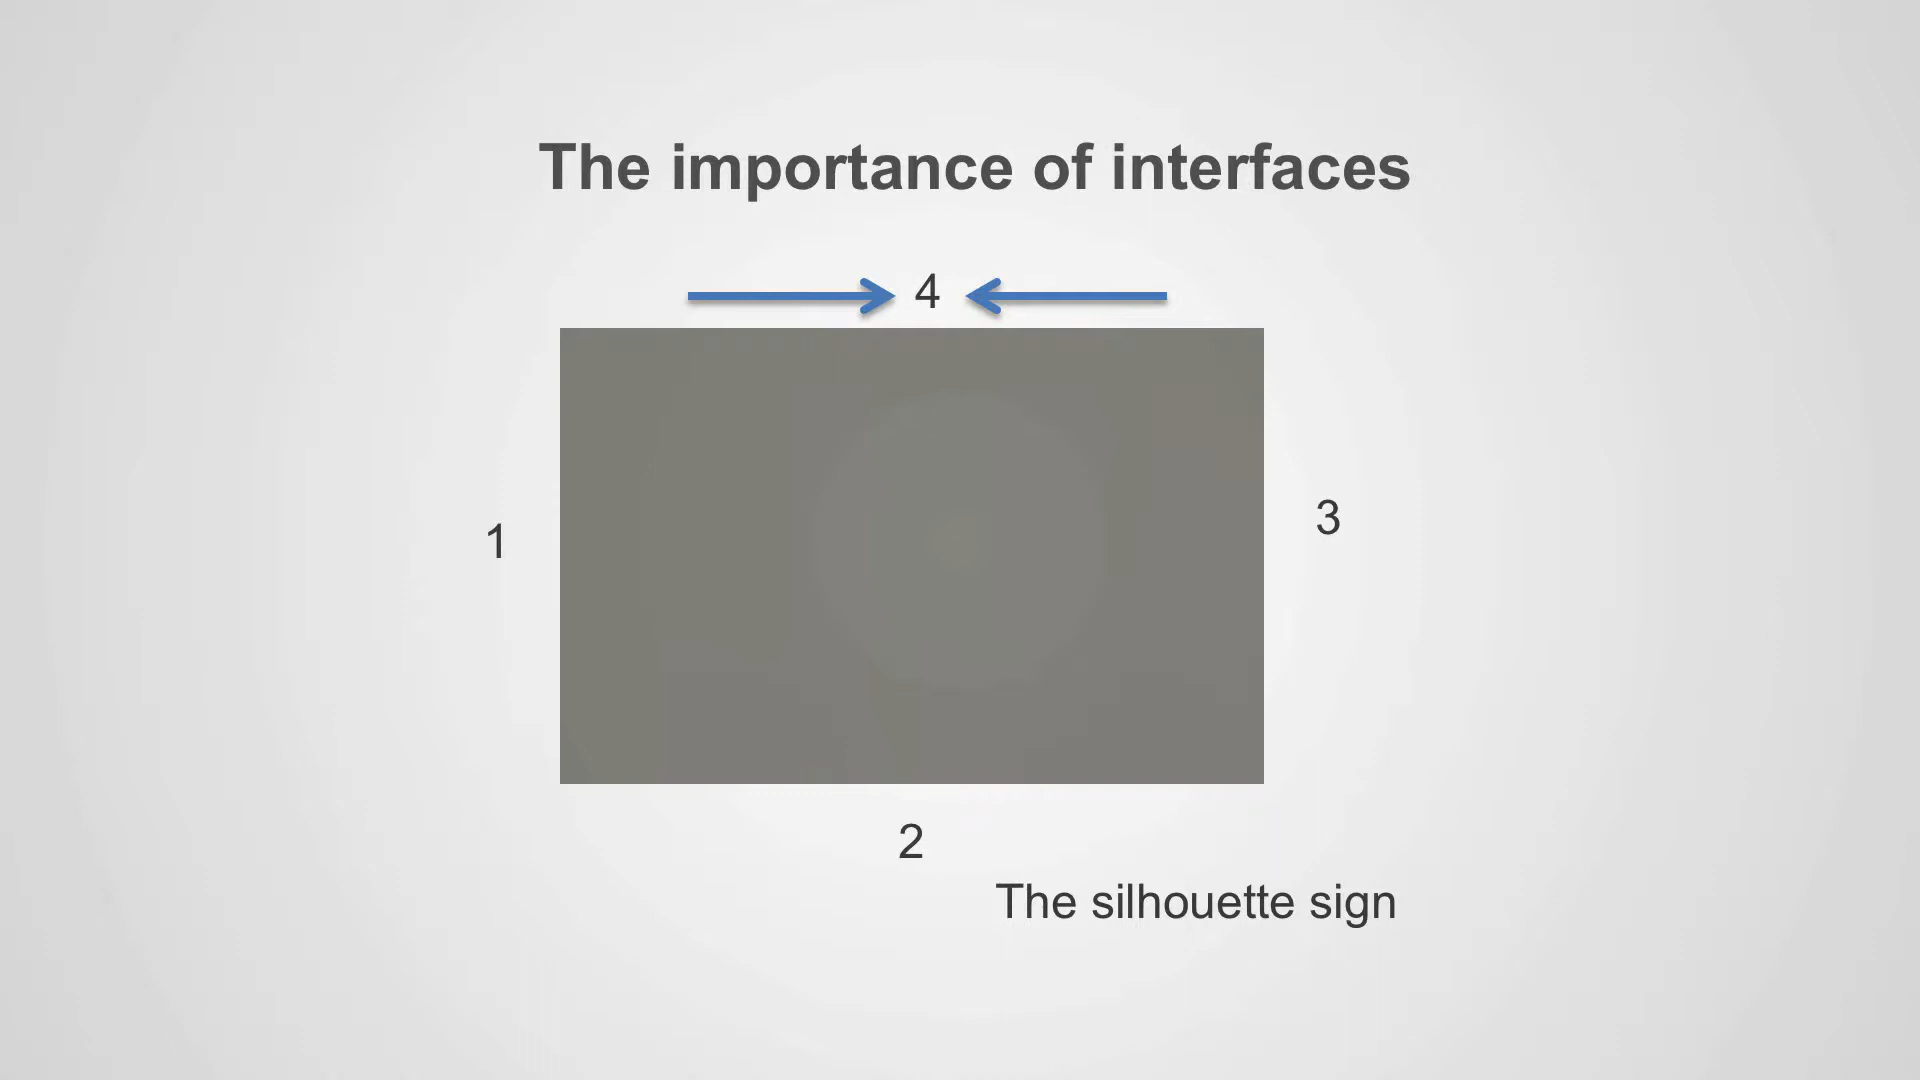 The importance of interfaces
4
1
3
2
The silhouette sign